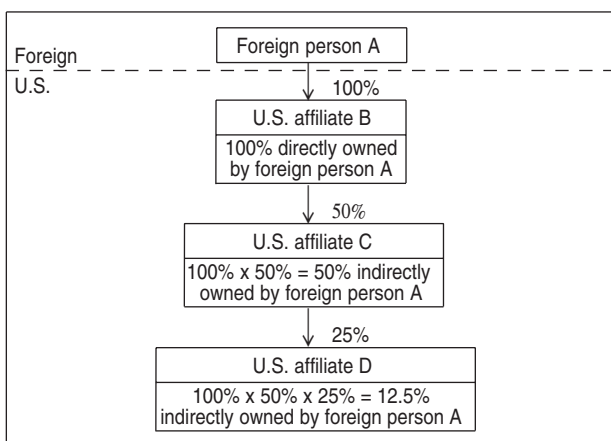 Foreign person A
Foreign
U.S.
100%
U.S. affiliate B
100% directly owned
by foreign person A
50%
U.S. affiliate C
100% x 50% = 50% indirectly
owned by foreign person A
25%
U.S. affiliate D
100% x 50% x 25% = 12.5%
indirectly owned by foreign person A